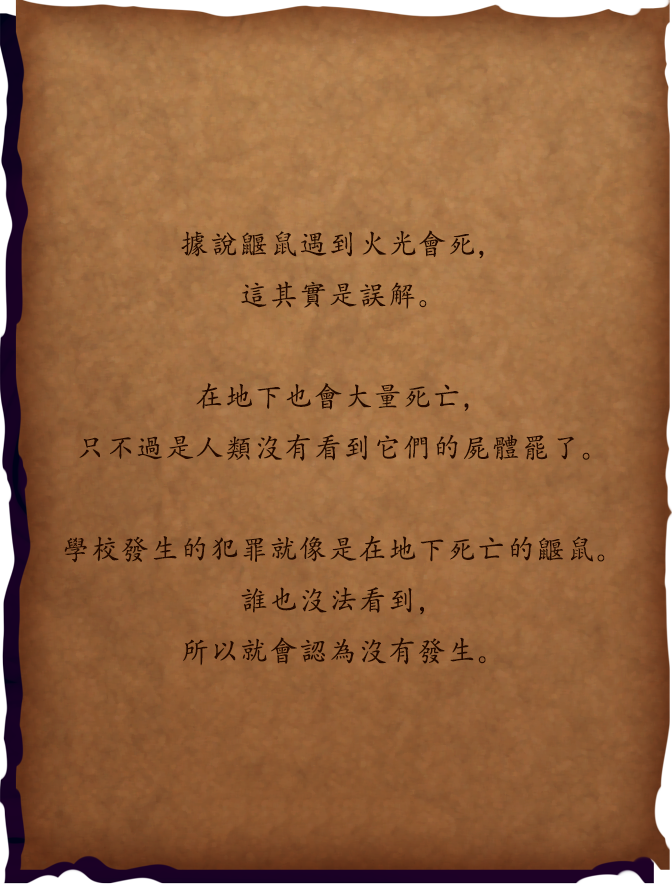 據說鼴鼠遇到火光會死，
這其實是誤解。
在地下也會大量死亡，
只不過是人類沒有看到它們的屍體罷了。
學校發生的犯罪就像是在地下死亡的鼴鼠。
誰也沒法看到，
所以就會認為沒有發生。